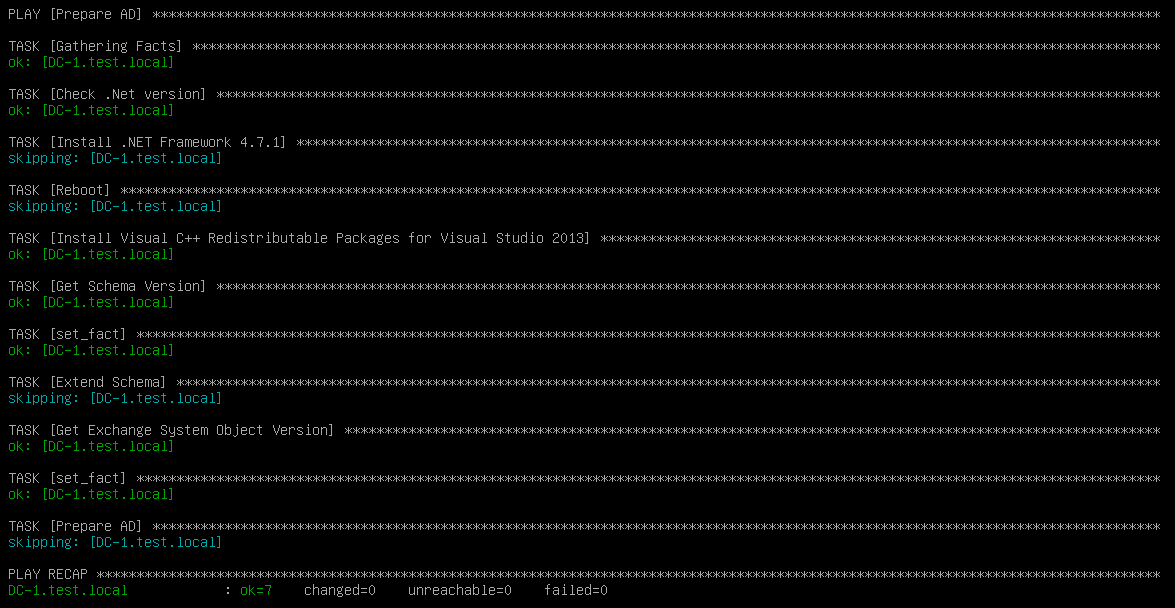 PLAY [Prepare AD] ******************************************************************************************************************************
TASK [Gathering Facts] *************************************************************************************************************************
ok: [DC-1.test.local]
TASK [Check .Net version] **********************************************************************************************************************
ok: [DC-1.test.local]
TASK [Install .NET Framework 4.7.1] ************************************************************************************************************
skipping: [DC-1.test.local]
TASK [Reboot] **********************************************************************************************************************************
skipping: [DC-1.test.local]
TASK [Install Visual C++ Redistributable Packages for Visual Studio 2013] **********************************************************************
ok: [DC-1.test.local]
TASK [Get Schema Version] **********************************************************************************************************************
ok: [DC-1.test.local]
TASK [set_fact] ********************************************************************************************************************************
ok: [DC-1.test.local]
TASK [Extend Schema] ***************************************************************************************************************************
skipping: [DC-1.test.local]
TASK [Get Exchange System Object Version] ******************************************************************************************************
ok: [DC-1.test.local]
TASK [set_fact] ********************************************************************************************************************************
ok: [DC-1.test.local]
TASK [Prepare AD] ******************************************************************************************************************************
skipping: [DC-1.test.local]
PLAY RECAP *************************************************************************************************************************************
DC-1.test.local            : ok=7    changed=0    unreachable=0    failed=0